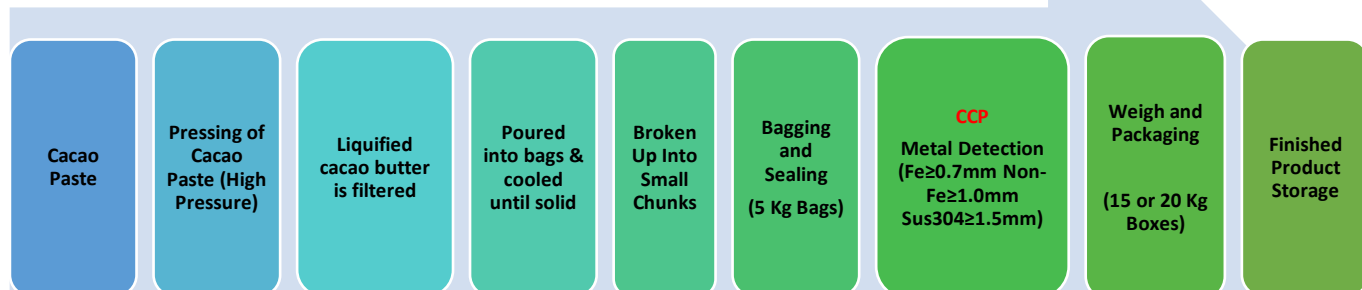 Cacao
Paste
Pressing of
Cacao
Paste (High
Pressure)
Liquified
cacao butter
is filtered
Poured
into bags &
cooled
until solid
Broken
Up Into
Small
Chunks
Bagging
and
Sealing
(5 Kg Bags)
CCP
Metal Detection
(Fe≥0.7mm Non-
Fe≥1.0mm
Sus304≥1.5mm)
Weigh and
Packaging
(15 or 20 Kg
Boxes)
Finished
Product
Storage